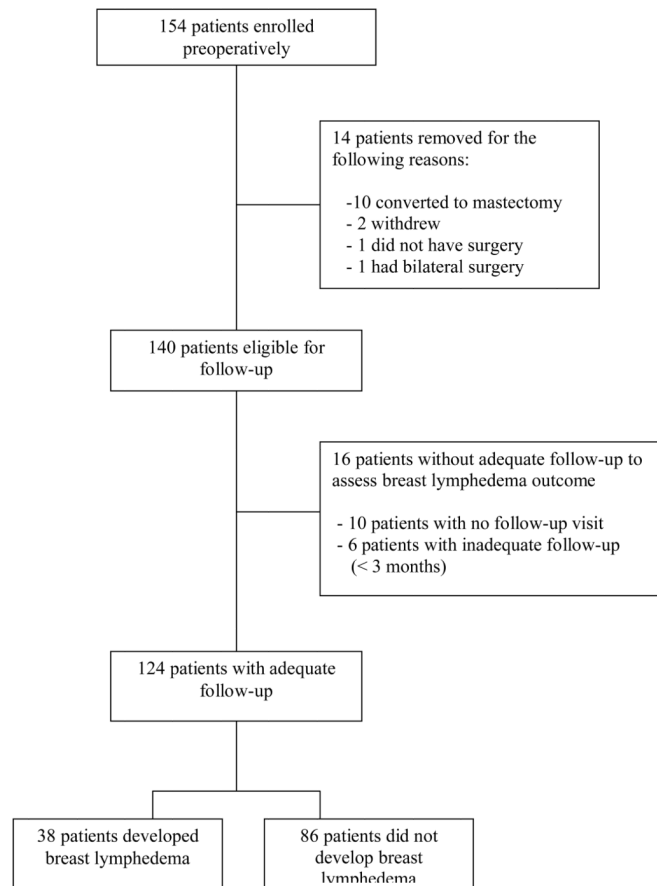 154 patients enrolled
preoperatively
14 patients removed for the
following reasons:
-10 converted to mastectomy
- 2 withdrew
- 1 did not have surgery
- 1 had bilateral surgery
140 patients eligible for
follow-up
16 patients without adequate follow-up to
assess breast lymphedema outcome
- 10 patients with no follow-up visit
- 6 patients with inadequate follow-up
(< 3 months)
124 patients with adequate
follow-up
38 patients developed
breast lymphedema
86 patients did not
develop breast
lymphedema